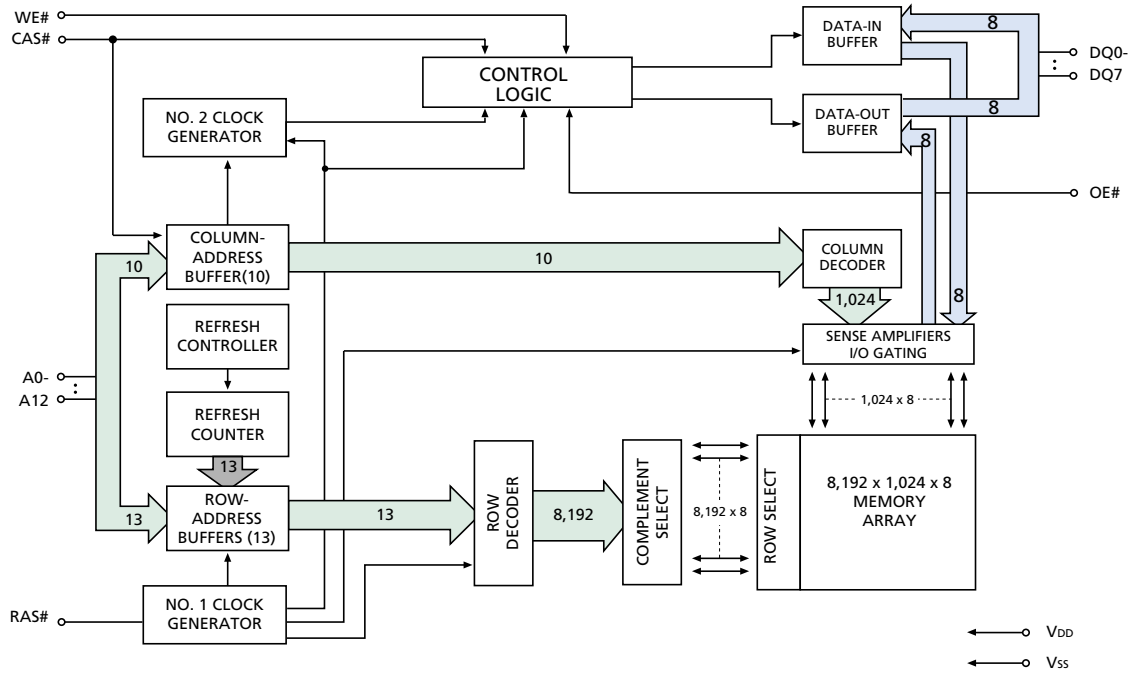 WE#
CAS#
NO. 2 CLOCK
GENERATOR
CONTROL
LOGIC
DATA-IN
BUFFER
8
DATA-OUT
BUFFER
8
8
DQ0-
:
DQ7
OE#
COLUMN-
ADDRESS
BUFFER(10)
10
10
COLUMN
DECODER
1,024
8
SENSE AMPLIFIERS
I/O GATING
REFRESH
CONTROLLER
REFRESH
COUNTER
A0-
:
A12
13
ROW-
ADDRESS
BUFFERS (13)
13
13
ROW
DECODER
8,192
COMPLEMENT
SELECT
8,192 x 8
ROW SELECT
1,024 x 8
8,192 x 1,024 x 8
MEMORY
ARRAY
RAS#
NO. 1 CLOCK
GENERATOR
VDD
VSS